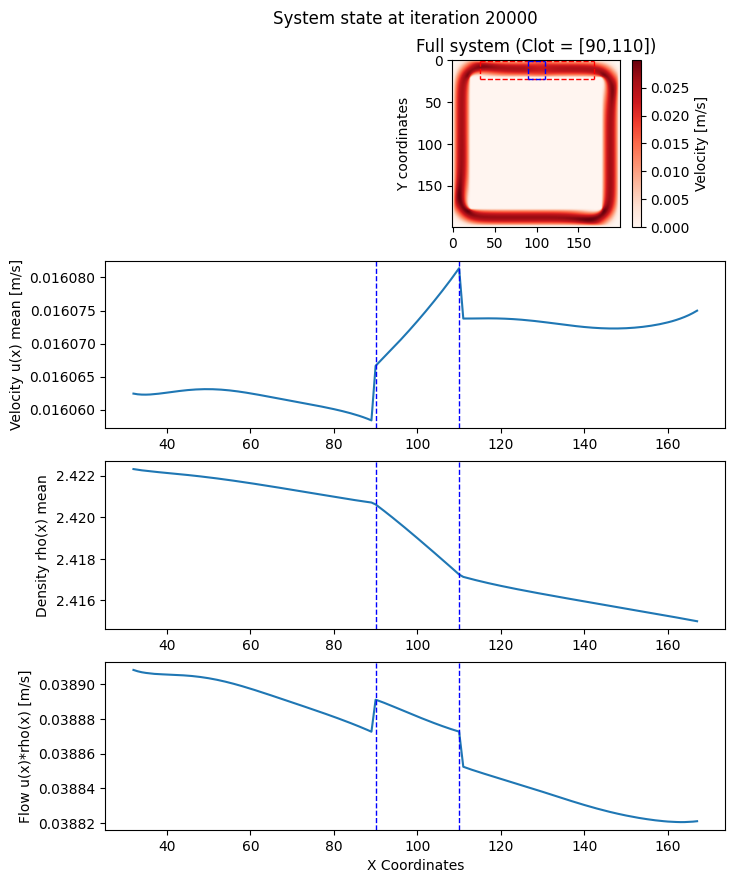 System state at iteration 20000
Full system (Clot = [90,110])
0
50
100
150
Y coordinates
0 50 100 150
0.025
0.020
0.015
0.010
0.005
0.000
Velocity [m/s]
Velocity u(x) mean [m/s]
0.016080
0.016075
0.016070
0.016065
0.016060
40 60 80 100 120 140 160
Density rho(x) mean
2.422
2.420
2.418
2.416
40 60 80 100 120 140 160
Flow u(x)*rho(x) [m/s]
0.03890
0.03888
0.03886
0.03884
0.03882
40 60 80 100 120 140 160
X Coordinates